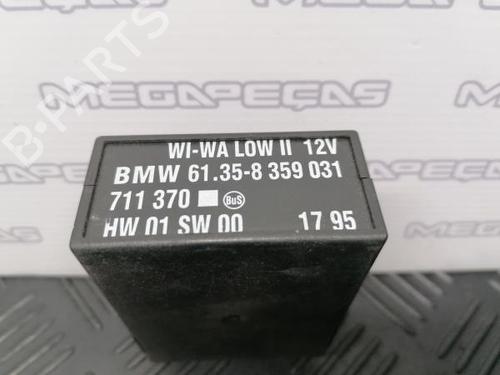 MEGAPEÇAS
MEGAPEÇAS
B-PARTS
WI-WA LOW II 12V
BMW 61.35-8 359 031
711 370 BuS
HW 01 SW 00 17 95